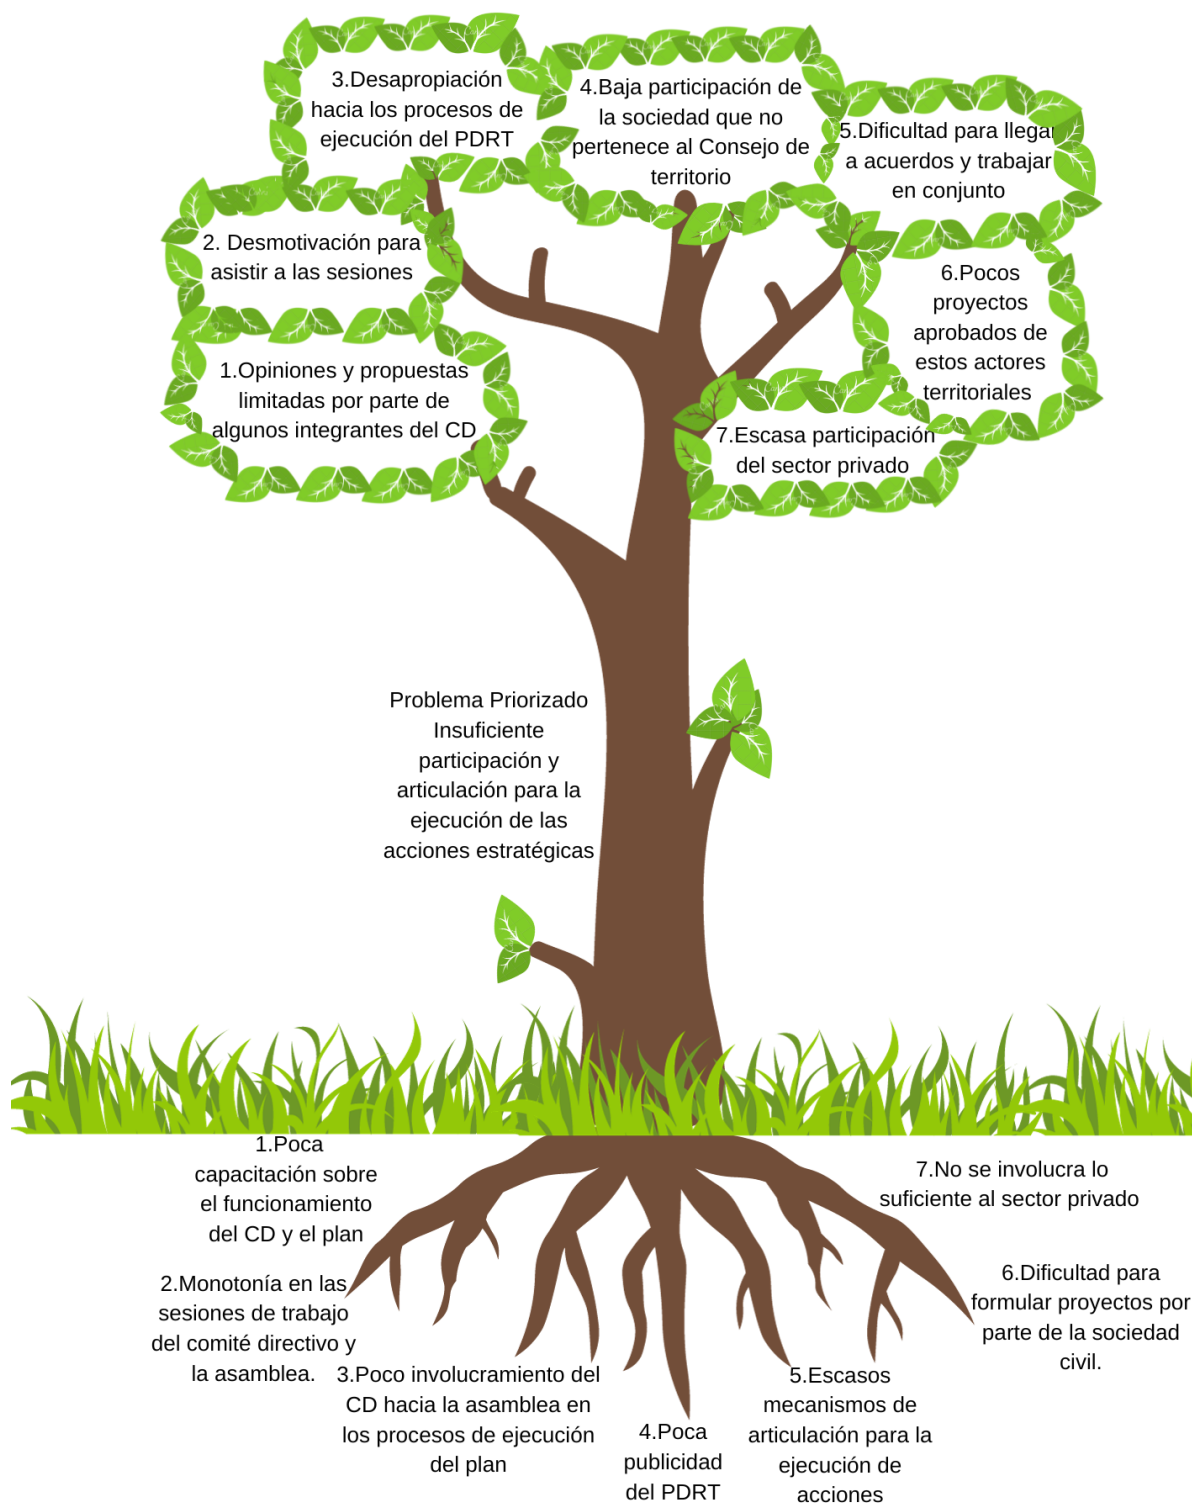 3.Desapropiación
hacia los procesos de
ejecución del PDRT
4.Baja participación de
la sociedad que no
pertenece al Consejo de
territorio
5.Dificultad para llegar
a acuerdos y trabajar
en conjunto
2. Desmotivación para
asistir a las sesiones
6.Pocos
proyectos
aprobados de
estos actores
territoriales
1.Opiniones y propuestas
limitadas por parte de
algunos integrantes del CD
7.Escasa participación
del sector privado
Problema Priorizado
Insuficiente
participación y
articulación para la
ejecución de las
acciones estratégicas
1.Poca
capacitación sobre
el funcionamiento
del CD y el plan
7.No se involucra lo
suficiente al sector privado
2.Monotonía en las
sesiones de trabajo
del comité directivo y
la asamblea.
6.Dificultad para
formular proyectos por
parte de la sociedad
civil.
3.Poco involucramiento del
CD hacia la asamblea en
los procesos de ejecución
del plan
4.Poca
publicidad
del PDRT
5.Escasos
mecanismos de
articulación para la
ejecución de
acciones